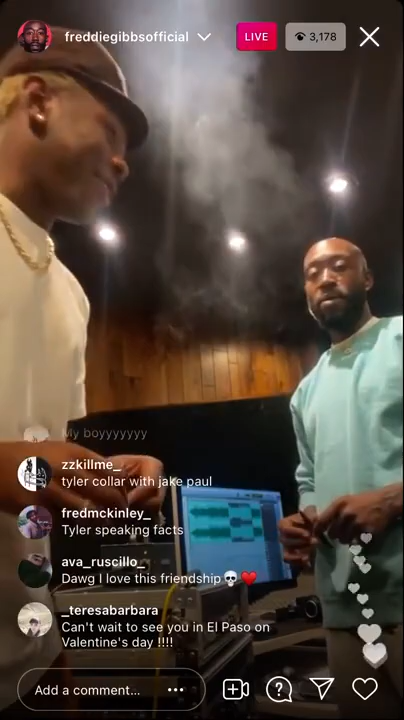 freddiegibbsofficial
LIVE
3,178
My boyyyyyyy
zzkillme_
tyler collar with jake paul
fredmckinley_
Tyler speaking facts
ava_ruscillo_
Dawg I love this friendship💀❤️
_teresabarbara
Can't wait to see you in El Paso on
Valentine's day !!!!
Add a comment...